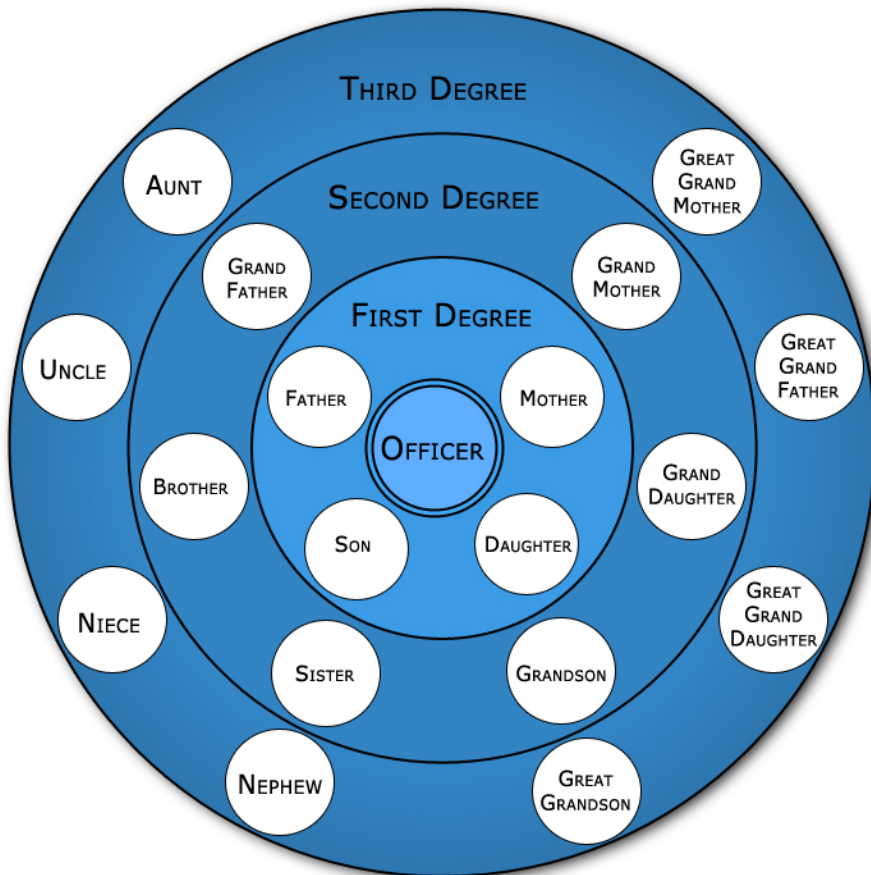 Third Degree
Aunt
Great
Grand
Mother
Second Degree
Grand
Father
Grand
Mother
First Degree
Uncle
Great
Grand
Father
Father
Mother
Officer
Brother
Grand
Daughter
Son
Daughter
Niece
Great
Grand
Daughter
Sister
Grandson
Nephew
Great
Grandson